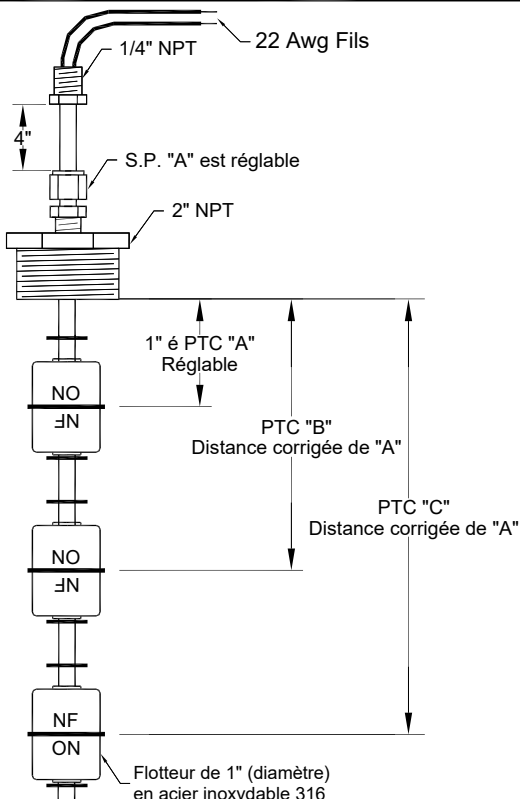 22 Awg Fils
1/4" NPT
4"
S.P. "A" est réglable
2" NPT
1" é PTC "A"
Réglable
NO
NF
PTC "B"
Distance corrigée de "A"
PTC "C"
Distance corrigée de "A"
NO
NF
NF
NO
Flotteur de 1" (diamètre)
en acier inoxydable 316